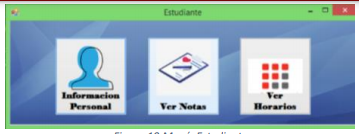 Estudiante
Informacion
Personal
Ver Notas
Ver
Horarios